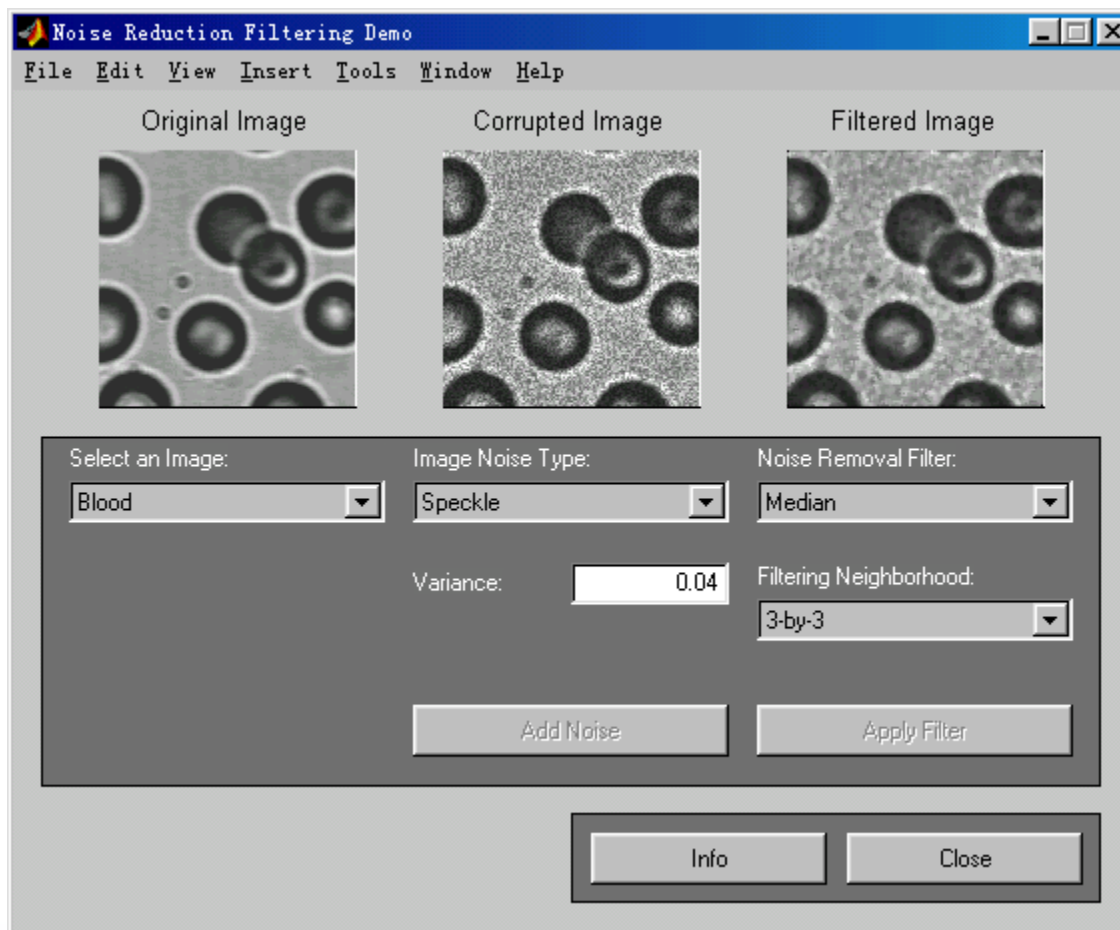 Noise Reduction Filtering Demo
File Edit View Insert Tools Window Help
Original Image Corrupted Image Filtered Image
Select an Image: Image Noise Type: Noise Removal Filter:
Blood Speckle Median
Variance: 0.04 Filtering Neighborhood:
3-by-3
Add Noise Apply Filter
Info Close